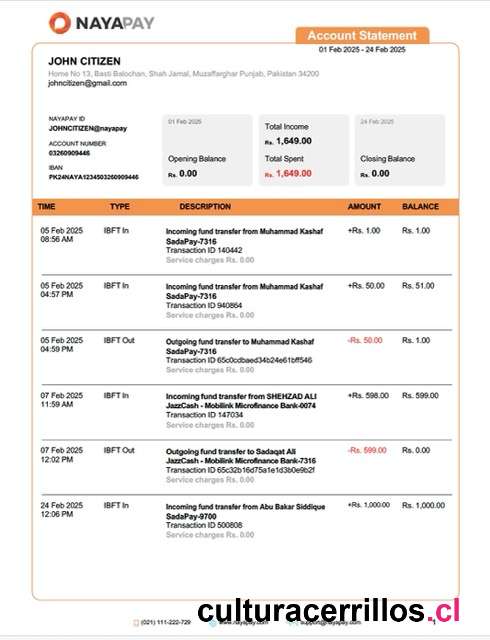 NAYAPAY
Account Statement
01 Feb 2025 - 24 Feb 2025
JOHN CITIZEN
Home No 13, Basti Balochan, Shah Jamal, Muzaffarghar Punjab, Pakistan 34200
johncitizen@gmail.com
NAYAPAY ID
JOHNCITIZEN@nayapay
ACCOUNT NUMBER
03260909446
IBAN
PK24NAYA1234503260909446
01 Feb 2025
Opening Balance
Rs. 0.00
Total Income
Rs. 1,649.00
Total Spent
Rs. 1,649.00
24 Feb 2025
Closing Balance
Rs. 0.00
TIME TYPE DESCRIPTION AMOUNT BALANCE
05 Feb 2025 IBFT In Incoming fund transfer from Muhammad Kashaf +Rs. 1.00 Rs. 1.00
08:56 AM SadaPay-7316
Transaction ID 140442
Service charges Rs. 0.00
05 Feb 2025 IBFT In Incoming fund transfer from Muhammad Kashaf +Rs. 50.00 Rs. 51.00
04:57 PM SadaPay-7316
Transaction ID 940864
Service charges Rs. 0.00
05 Feb 2025 IBFT Out Outgoing fund transfer to Muhammad Kashaf -Rs. 50.00 Rs. 1.00
04:59 PM SadaPay-7316
Transaction ID 65c0cdbaed34b24e61bff546
Service charges Rs. 0.00
07 Feb 2025 IBFT In Incoming fund transfer from SHEHZAD ALI +Rs. 598.00 Rs. 599.00
11:59 AM JazzCash - Mobilink Microfinance Bank-0074
Transaction ID 147034
Service charges Rs. 0.00
07 Feb 2025 IBFT Out Outgoing fund transfer to Sadaqat Ali -Rs. 599.00 Rs. 0.00
12:02 PM JazzCash - Mobilink Microfinance Bank-7316
Transaction ID 65c32b16d75a1e1d3b0e9b2f
Service charges Rs. 0.00
24 Feb 2025 IBFT In Incoming fund transfer from Abu Bakar Siddique +Rs. 1,000.00 Rs. 1,000.00
12:06 PM SadaPay-9700
Transaction ID 500808
Service charges Rs. 0.00
culturacerrillos.cl
(021) 111-222-729 www.nayapay.com support@nayapay.com 1